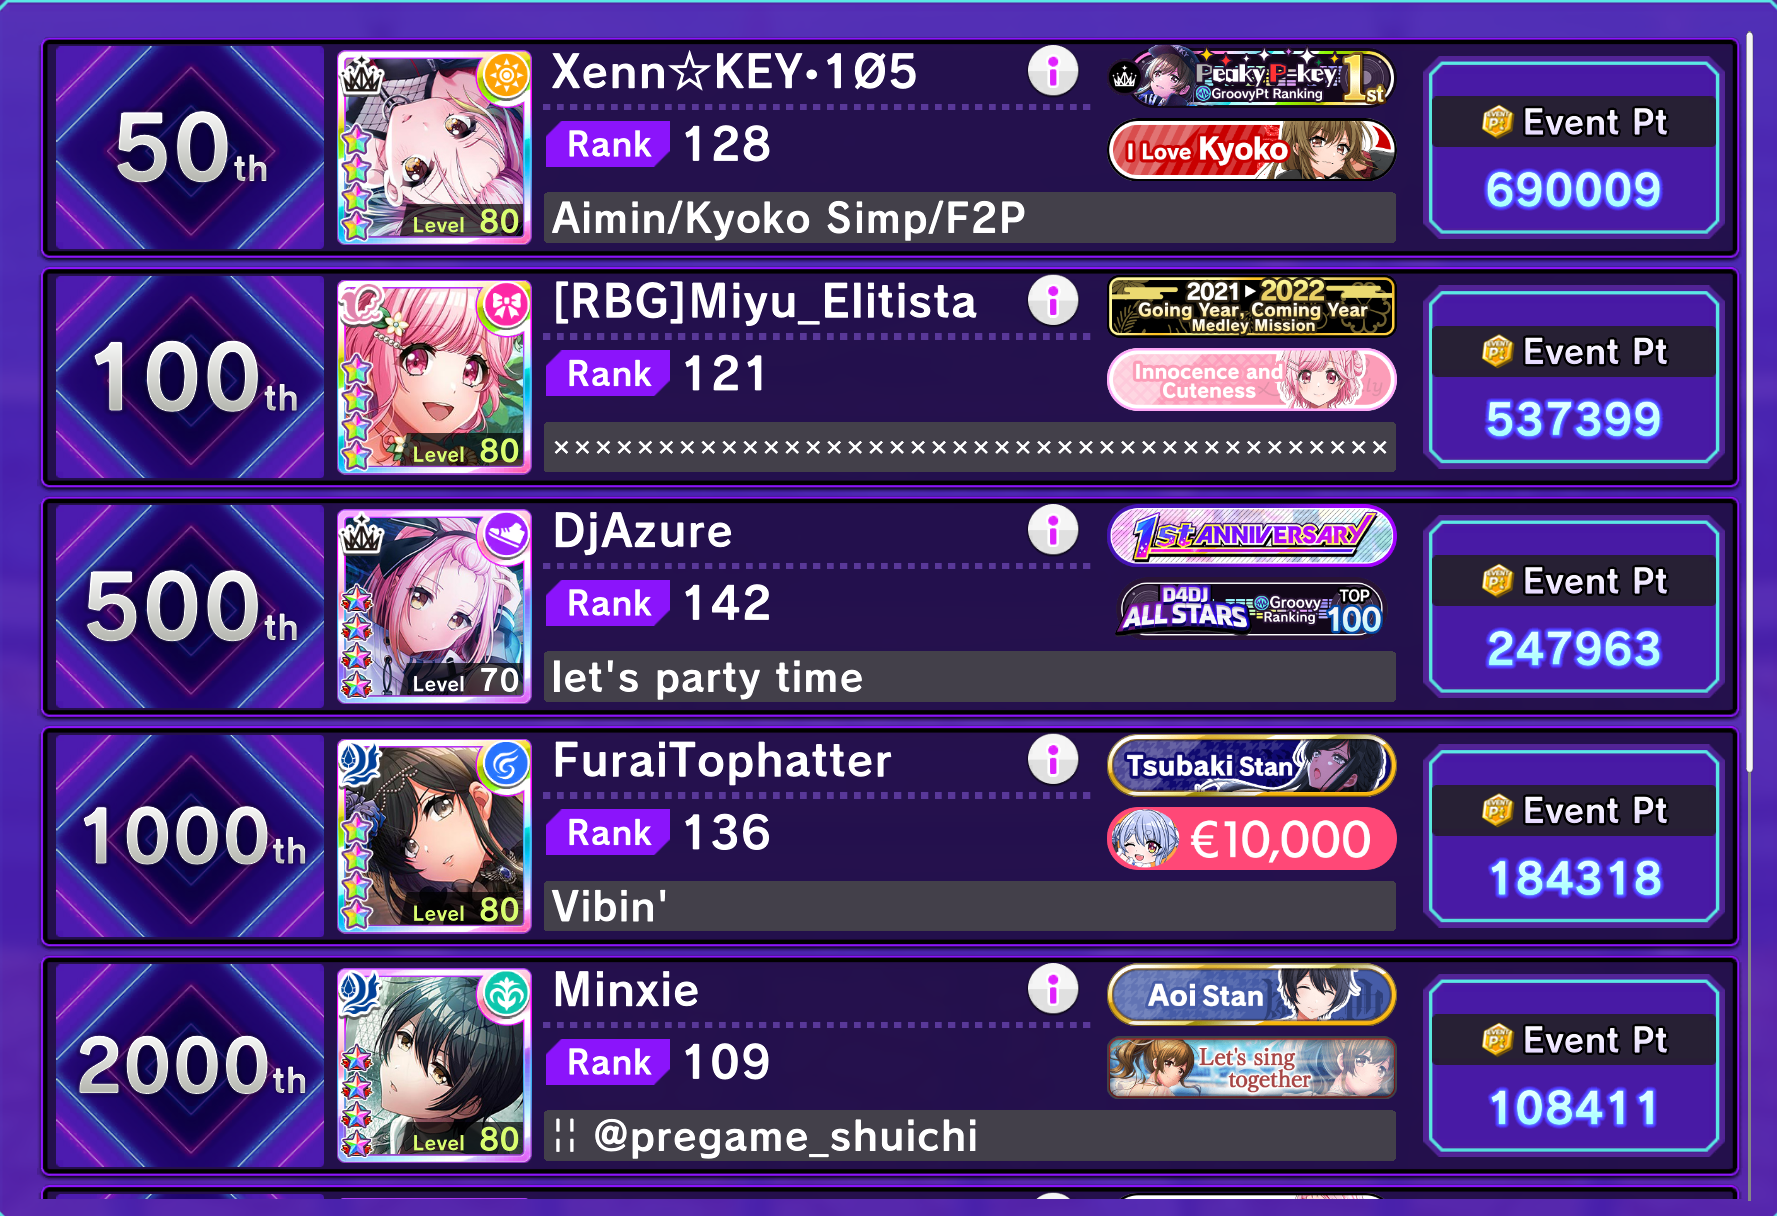 50th
Level 80
Xenn☆KEY•1Ø5
Rank 128
Aimin/Kyoko Simp/F2P
Peaky P-key
GroovyPt Ranking
1st
I Love Kyoko
Event Pt
690009
100th
Level 80
[RBG]Miyu_Elitista
Rank 121
××××××××××××××××××××××××××××××××××××××××
2021▶2022
Going Year, Coming Year
Medley Mission
Innocence and
Cuteness
Event Pt
537399
500th
Level 70
DjAzure
Rank 142
let's party time
1st ANNIVERSARY
D4DJ
ALL STARS
Groovy
Ranking
TOP
100
Event Pt
247963
1000th
Level 80
FuraiTophatter
Rank 136
Vibin'
Tsubaki Stan
€10,000
Event Pt
184318
2000th
Level 80
Minxie
Rank 109
¦¦ @pregame_shuichi
Aoi Stan
Let's sing
together
Event Pt
108411